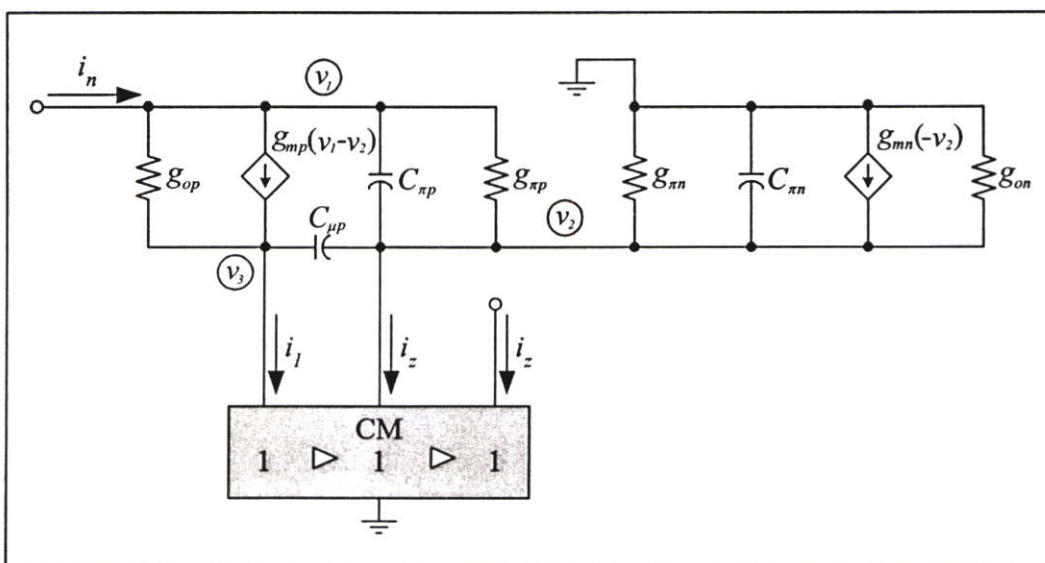 i_n
v_1
g_mp(v_1-v_2)
g_mn(-v_2)
g_op
C_πp
g_πp
g_πn
C_πn
g_on
C_μp
v_2
v_3
i_1
i_z
i_z
CM
1 ▷ 1 ▷ 1